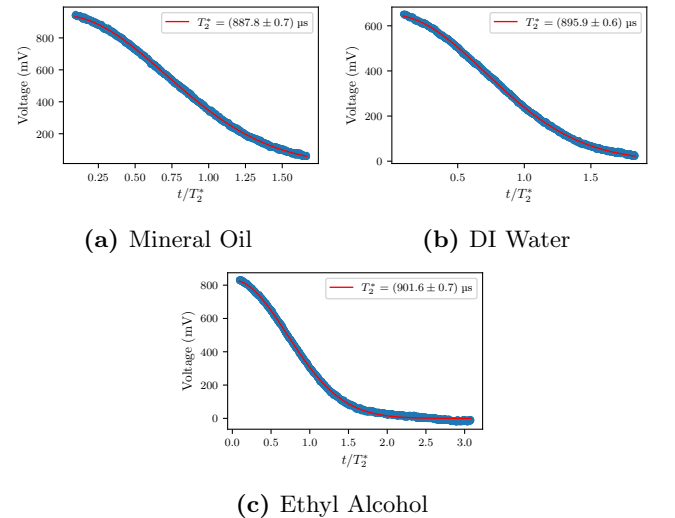 800
600
400
200
Voltage (mV)
T₂* = (887.8 ± 0.7) µs
0.25 0.50 0.75 1.00 1.25 1.50
t/T₂*
(a) Mineral Oil
600
400
200
0
Voltage (mV)
T₂* = (895.9 ± 0.6) µs
0.5 1.0 1.5
t/T₂*
(b) DI Water
800
600
400
200
0
Voltage (mV)
T₂* = (901.6 ± 0.7) µs
0.0 0.5 1.0 1.5 2.0 2.5 3.0
t/T₂*
(c) Ethyl Alcohol